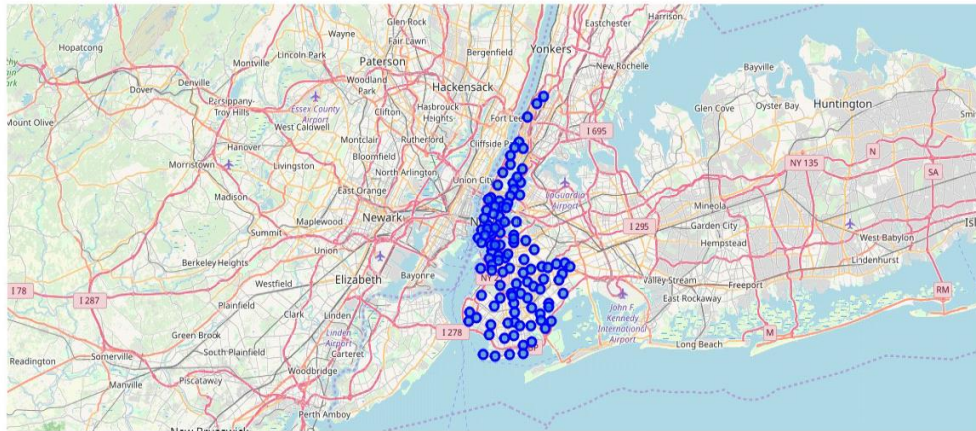 Harrison
Glen Rock
Eastchester
Hopatcong
Wayne
Fair Lawn
Yonkers
Lincoln Park
Bergenfield
Montville
Paterson
New Rochelle
Bayville
Denville
Woodland Park
Hackensack
Dover
Parsippany-
Troy Hills
Essex County Airport
Clifton
Hasbrouck Heights
Glen Cove
Oyster Bay
Huntington
Mount Olive
Fort Lee
West Caldwell
I 695
Hanover
Montclair
Rutherford
Cliffside
Bloomfield
N
NY 135
Morristown
Livingston
North Arlington
SA
Union City
LaGuardia Airport
Madison
East Orange
Mineola
Newark
Garden City
Maplewood
I 295
Summit
Hempstead
West Babylon
Union
Berkeley Heights
Lindenhurst
Elizabeth
Bayonne
Westfield
Valley Stream
Freeport
I 78
I 287
East Rockaway
RM
Plainfield
Clark
Linden
John F. Kennedy International Airport
Green Brook
Linden Airport
I 278
M
South Plainfield
Long Beach
Readington
Somerville
Carteret
Woodbridge
Piscataway
Manville
Perth Amboy
New Brunswick